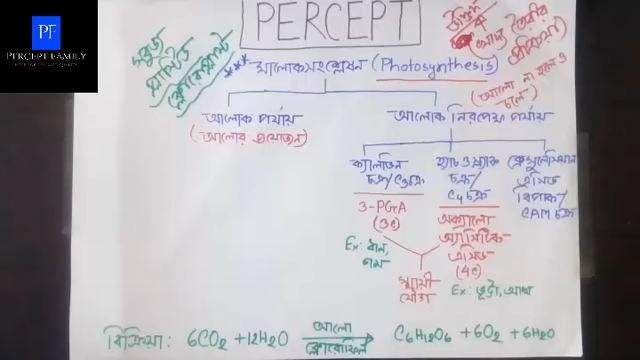 PF
PERCEPT FAMILY
PERCEPT
উদ্ভিদ
তৈরীর
প্রক্রিয়া
সবুজ
প্লাস্টিড
ক্লোরোপ্লাস্ট
*** সালোকসংশ্লেষন (Photosynthesis)
(আলো না হলেও
চলে)
আলোক পর্যায়
(আলোর প্রয়োজন)
আলোক নিরপেক্ষ পর্যায়
ক্যালভিন
চক্র/C3চক্র
3-PGA
(3C)
Ex: ধান,
গম
হ্যাচ ও স্ল্যাক
চক্র/
C4 চক্র
অক্সালো
অ্যাসিটিক
এসিড
(4C)
Ex: ভূট্টা, আখ
ক্রেসুলেসিয়ান
এসিড
বিপাক/
CAM চক্র
স্থায়ী
যৌগ
বিক্রিয়া: 6CO2 +12H2O আলো ক্লোরোফিল C6H12O6 +6O2 +6H2O